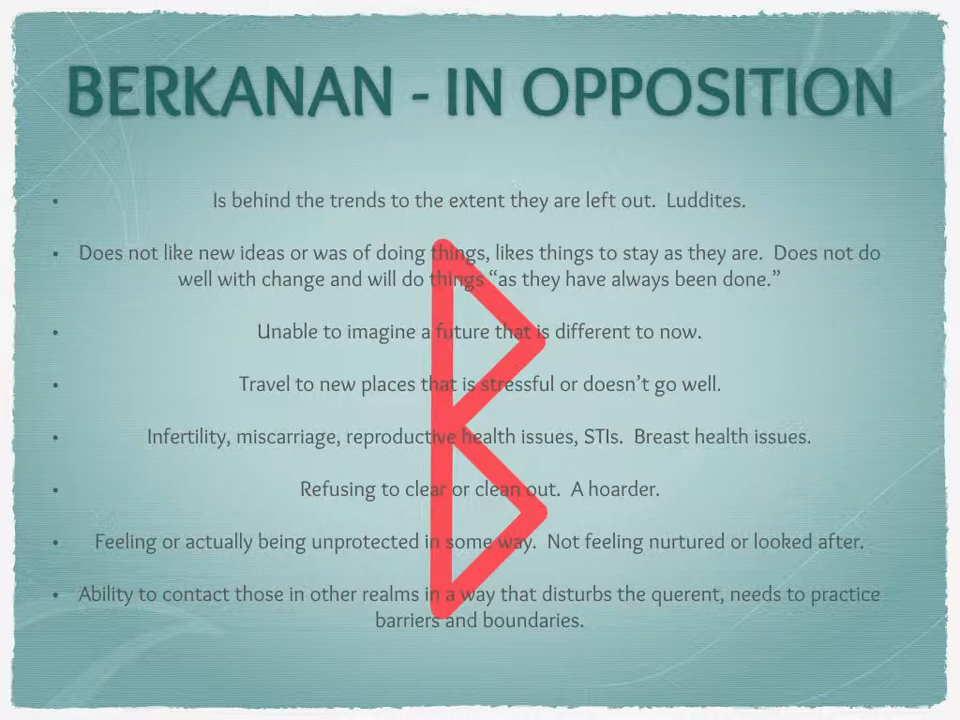 BERKANAN - IN OPPOSITION
• Is behind the trends to the extent they are left out.  Luddites.
• Does not like new ideas or was of doing things, likes things to stay as they are.  Does not do
well with change and will do things “as they have always been done.”
• Unable to imagine a future that is different to now.
• Travel to new places that is stressful or doesn’t go well.
• Infertility, miscarriage, reproductive health issues, STIs.  Breast health issues.
• Refusing to clear or clean out.  A hoarder.
• Feeling or actually being unprotected in some way.  Not feeling nurtured or looked after.
• Ability to contact those in other realms in a way that disturbs the querent, needs to practice
barriers and boundaries.